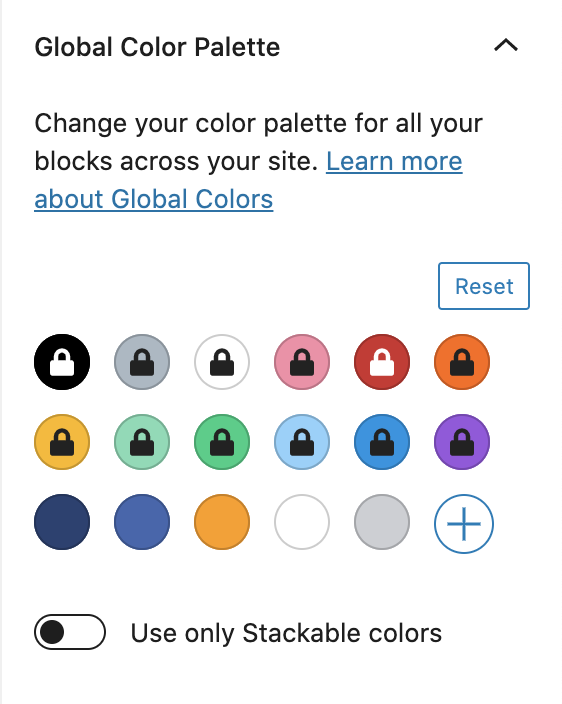 Global Color Palette
Change your color palette for all your
blocks across your site. Learn more
about Global Colors
Reset
Use only Stackable colors